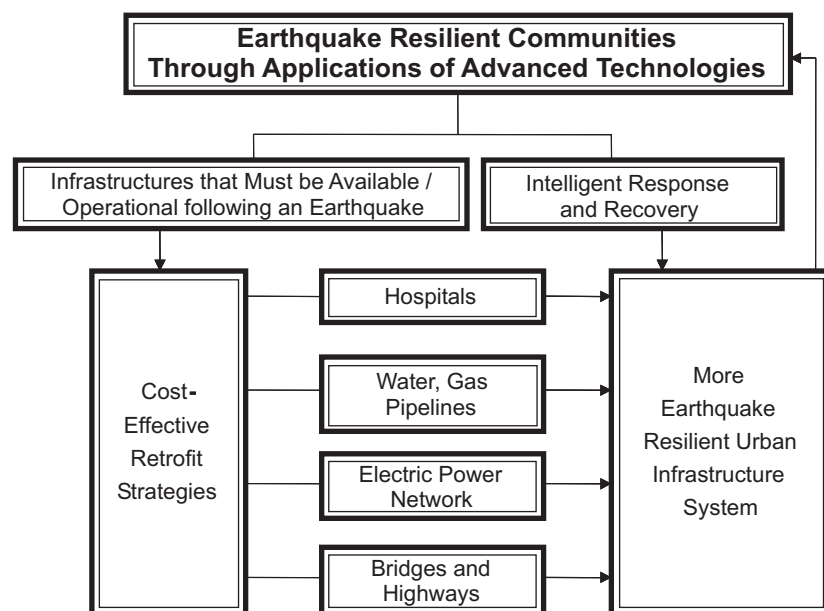 Earthquake Resilient Communities
Through Applications of Advanced Technologies
Infrastructures that Must be Available /
Operational following an Earthquake
Intelligent Response
and Recovery
Cost-
Effective
Retrofit
Strategies
Hospitals
Water, Gas
Pipelines
Electric Power
Network
Bridges and
Highways
More
Earthquake
Resilient Urban
Infrastructure
System